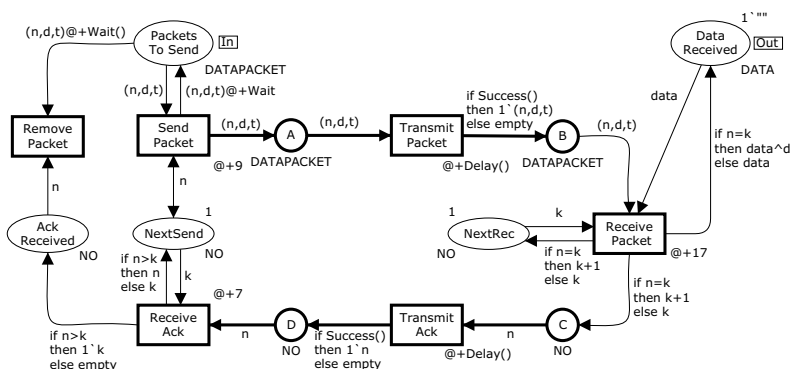 1`""
(n,d,t)@+Wait()
Packets
To Send
In
Data
Received
Out
DATAPACKET
DATA
(n,d,t)
(n,d,t)@+Wait
data
if Success()
then 1`(n,d,t)
else empty
Remove
Packet
Send
Packet
(n,d,t)
A
(n,d,t)
Transmit
Packet
B
(n,d,t)
if n=k
then data^d
else data
@+9
DATAPACKET
@+Delay()
DATAPACKET
n
n
Ack
Received
NO
1
NextSend
NO
1
NextRec
NO
k
Receive
Packet
@+17
if n=k
then k+1
else k
if n>k
then n
else k
k
if n=k
then k+1
else k
@+7
Receive
Ack
n
D
NO
if Success()
then 1`n
else empty
Transmit
Ack
@+Delay()
n
C
NO
if n>k
then 1`k
else empty